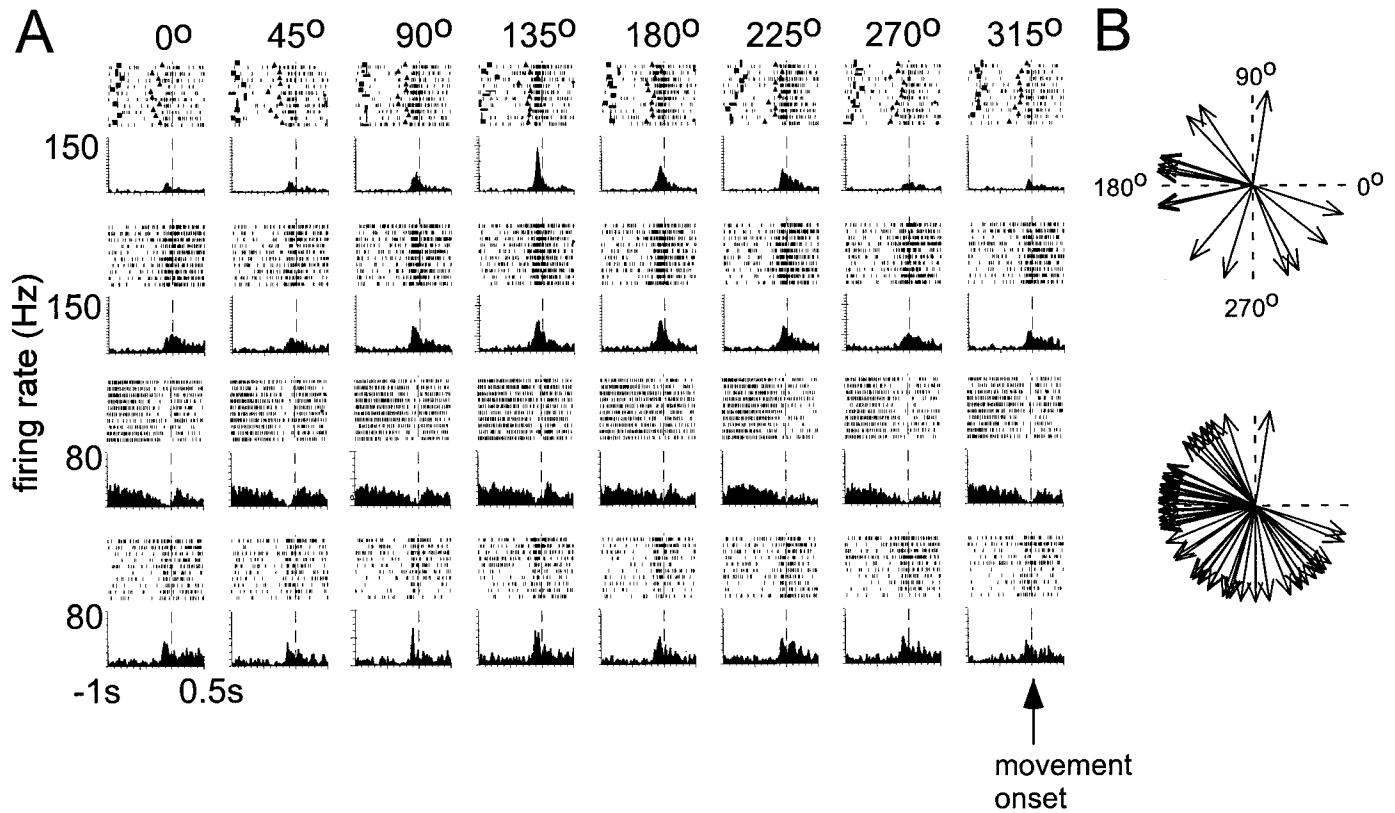 A
0º 45º 90º 135º 180º 225º 270º 315º
B
150
150
80
80
firing rate (Hz)
-1s 0.5s
movement
onset
90º
180º 0º
270º